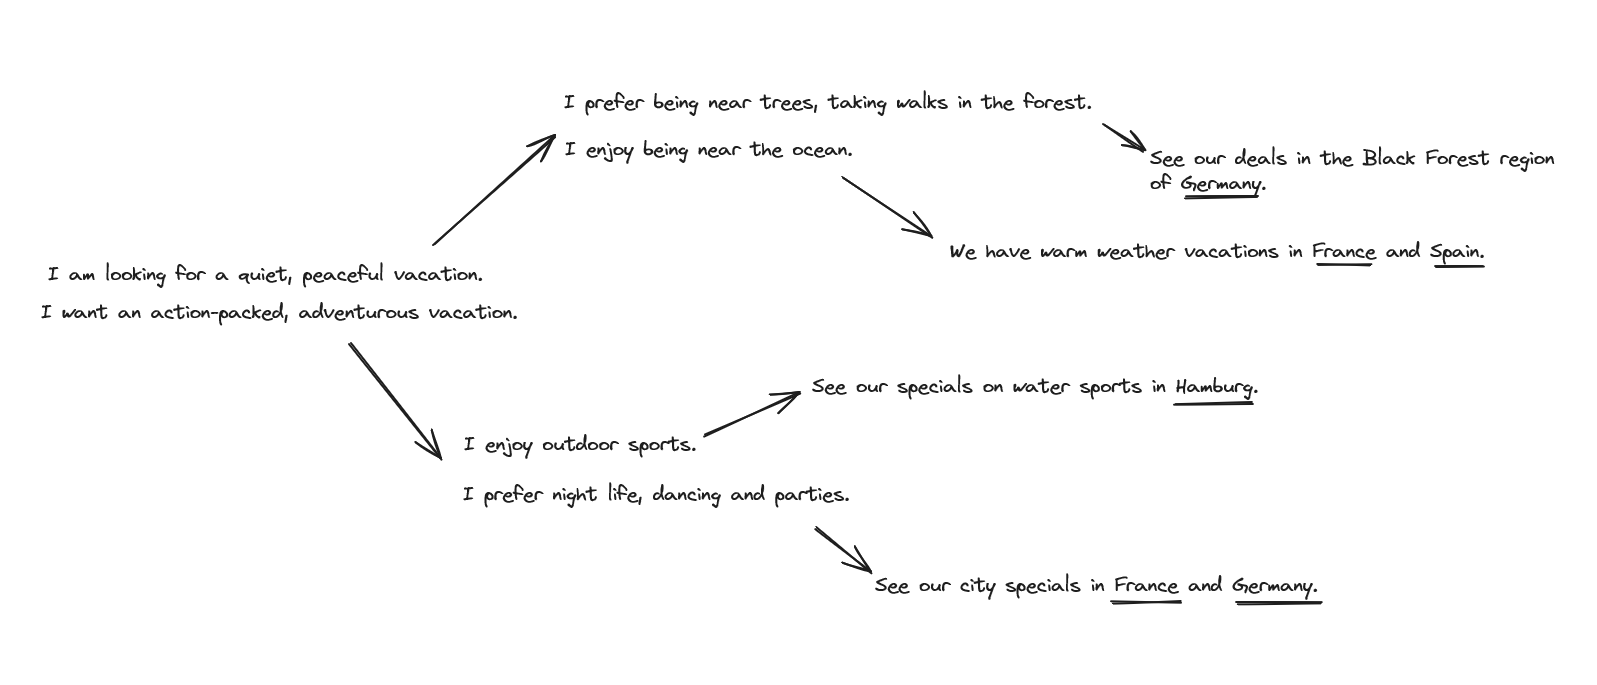 I prefer being near trees, taking walks in the forest.
I enjoy being near the ocean.
See our deals in the Black Forest region
of Germany.
We have warm weather vacations in France and Spain.
I am looking for a quiet, peaceful vacation.
I want an action-packed, adventurous vacation.
See our specials on water sports in Hamburg.
I enjoy outdoor sports.
I prefer night life, dancing and parties.
See our city specials in France and Germany.